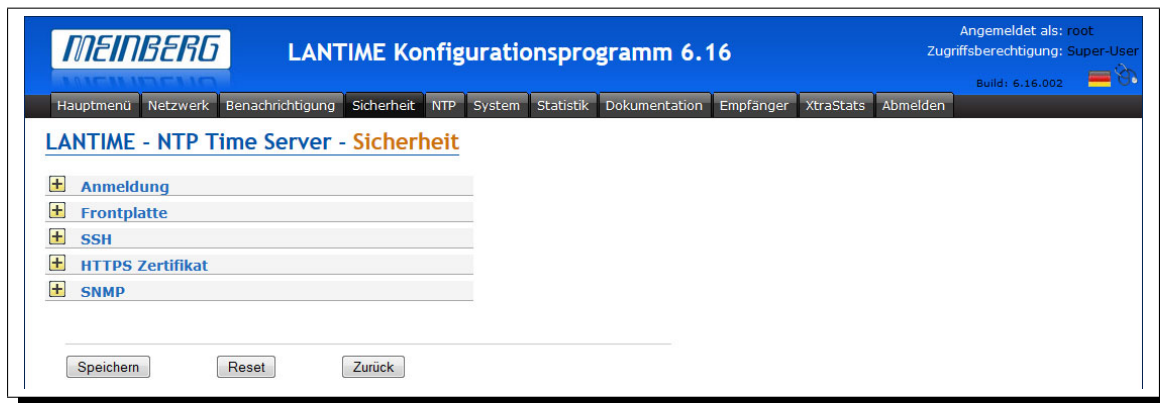 MEINBERG
LANTIME Konfigurationsprogramm 6.16
Angemeldet als: root
Zugriffsberechtigung: Super-User
Build: 6.16.002
Hauptmenü Netzwerk Benachrichtigung Sicherheit NTP System Statistik Dokumentation Empfänger XtraStats Abmelden
LANTIME - NTP Time Server - Sicherheit
Anmeldung
Frontplatte
SSH
HTTPS Zertifikat
SNMP
Speichern Reset Zurück